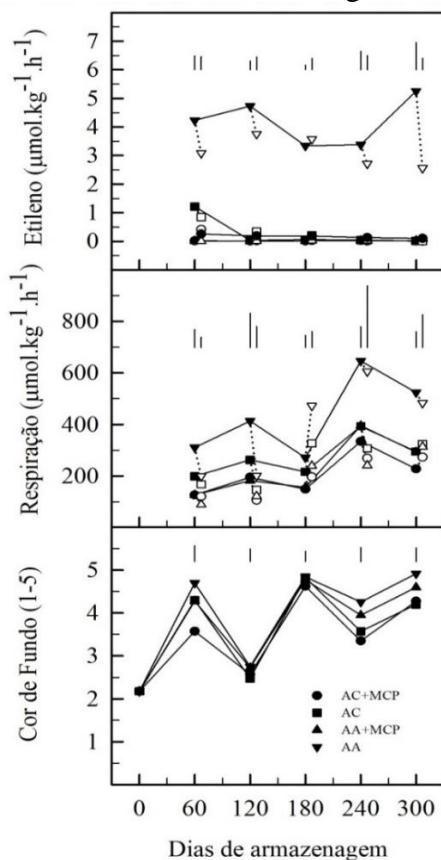 7
6
5
4
3
2
1
0
Etileno (μmol.kg⁻¹.h⁻¹)
800
600
400
200
Respiração (μmol.kg⁻¹.h⁻¹)
5
4
3
2
1
Cor de Fundo (1-5)
AC+MCP
AC
AA+MCP
AA
0 60 120 180 240 300
Dias de armazenagem